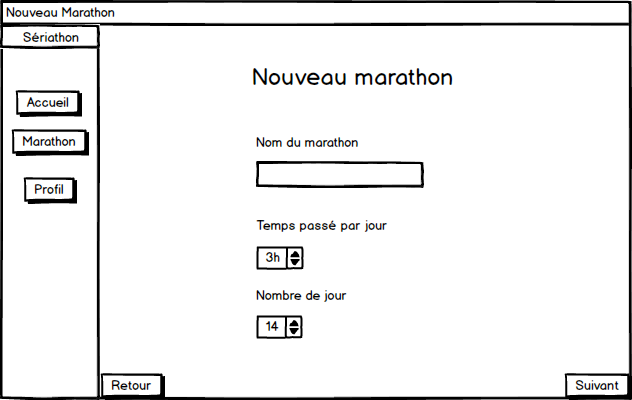 Nouveau Marathon
Sériathon
Accueil
Marathon
Profil
Nouveau marathon
Nom du marathon
Temps passé par jour
3h
Nombre de jour
14
Retour
Suivant